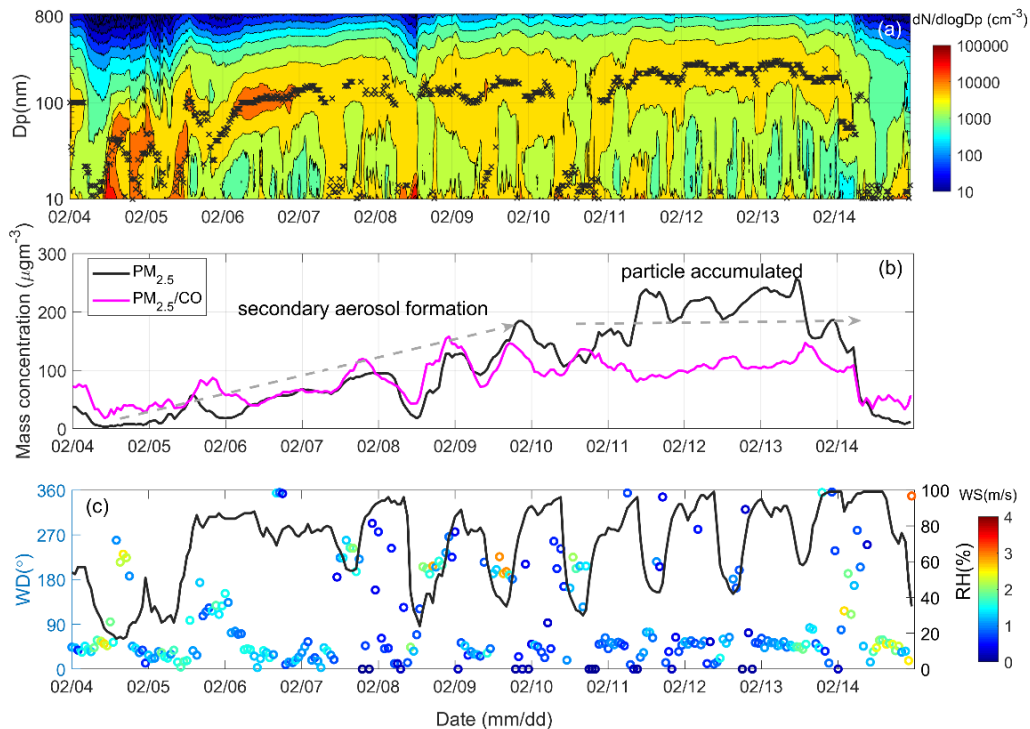 800
100
10
Dp(nm)
(a)
dN/dlogDp (cm⁻³)
100000
10000
1000
100
10
02/04 02/05 02/06 02/07 02/08 02/09 02/10 02/11 02/12 02/13 02/14
300
200
100
0
Mass concentration (μgm⁻³)
PM₂.₅
PM₂.₅/CO
secondary aerosol formation
particle accumulated
(b)
02/04 02/05 02/06 02/07 02/08 02/09 02/10 02/11 02/12 02/13 02/14
(c)
360
270
180
90
0
WD(°)
100
80
60
40
20
0
RH(%)
WS(m/s)
4
3
2
1
0
02/04 02/05 02/06 02/07 02/08 02/09 02/10 02/11 02/12 02/13 02/14
Date (mm/dd)